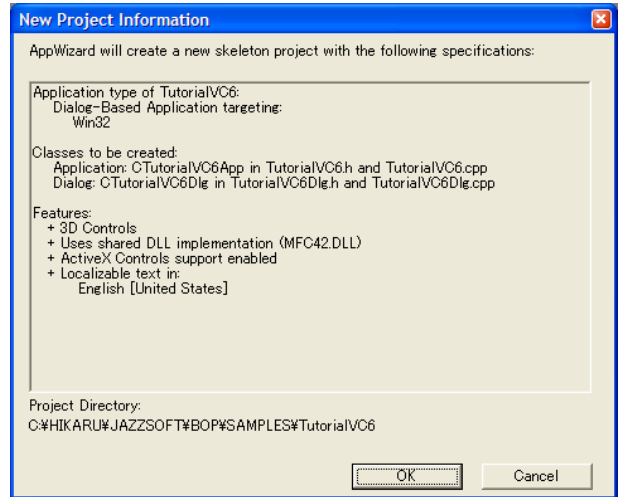 New Project Information
AppWizard will create a new skeleton project with the following specifications:
Application type of TutorialVC6:
Dialog-Based Application targeting:
Win32
Classes to be created:
Application: CTutorialVC6App in TutorialVC6.h and TutorialVC6.cpp
Dialog: CTutorialVC6Dlg in TutorialVC6Dlg.h and TutorialVC6Dlg.cpp
Features:
+ 3D Controls
+ Uses shared DLL implementation (MFC42.DLL)
+ ActiveX Controls support enabled
+ Localizable text in:
English [United States]
Project Directory:
C:¥HIKARU¥JAZZSOFT¥BOP¥SAMPLES¥TutorialVC6
OK
Cancel